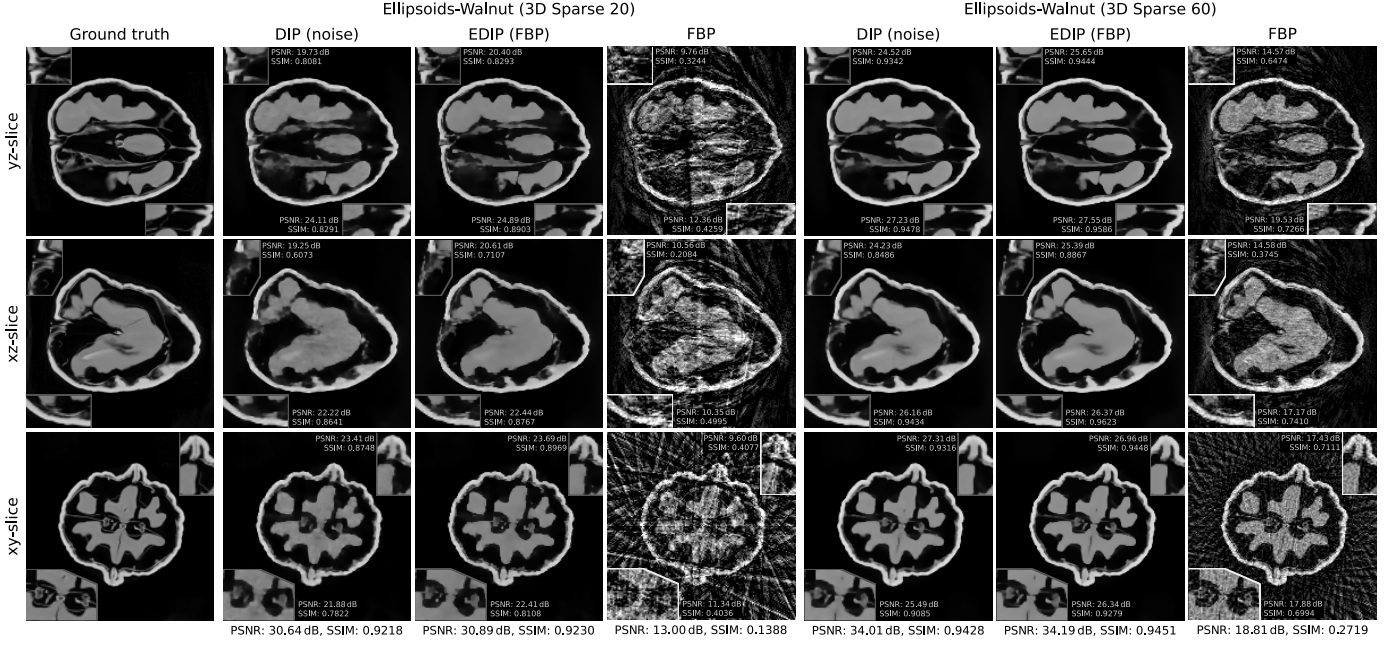 Ellipsoids-Walnut (3D Sparse 20)
Ellipsoids-Walnut (3D Sparse 60)
Ground truth
DIP (noise)
EDIP (FBP)
FBP
DIP (noise)
EDIP (FBP)
FBP
yz-slice
PSNR: 19.73 dB
SSIM: 0.8081
PSNR: 20.40 dB
SSIM: 0.8293
PSNR: 9.76 dB
SSIM: 0.3244
PSNR: 24.52 dB
SSIM: 0.9342
PSNR: 25.65 dB
SSIM: 0.9444
PSNR: 14.57 dB
SSIM: 0.6474
PSNR: 24.11 dB
SSIM: 0.8291
PSNR: 24.89 dB
SSIM: 0.8903
PSNR: 12.36 dB
SSIM: 0.4259
PSNR: 27.23 dB
SSIM: 0.9478
PSNR: 27.55 dB
SSIM: 0.9586
PSNR: 19.53 dB
SSIM: 0.7266
xz-slice
PSNR: 19.25 dB
SSIM: 0.6073
PSNR: 20.61 dB
SSIM: 0.7107
PSNR: 10.56 dB
SSIM: 0.2084
PSNR: 24.23 dB
SSIM: 0.8486
PSNR: 25.39 dB
SSIM: 0.8867
PSNR: 14.58 dB
SSIM: 0.3745
PSNR: 22.22 dB
SSIM: 0.8641
PSNR: 22.44 dB
SSIM: 0.8767
PSNR: 10.35 dB
SSIM: 0.4995
PSNR: 26.16 dB
SSIM: 0.9434
PSNR: 26.37 dB
SSIM: 0.9623
PSNR: 17.17 dB
SSIM: 0.7410
xy-slice
PSNR: 23.41 dB
SSIM: 0.8748
PSNR: 23.69 dB
SSIM: 0.8969
PSNR: 9.60 dB
SSIM: 0.4077
PSNR: 27.31 dB
SSIM: 0.9316
PSNR: 26.96 dB
SSIM: 0.9448
PSNR: 17.43 dB
SSIM: 0.7111
PSNR: 21.88 dB
SSIM: 0.7822
PSNR: 22.41 dB
SSIM: 0.8108
PSNR: 11.34 dB
SSIM: 0.4036
PSNR: 25.49 dB
SSIM: 0.9085
PSNR: 26.34 dB
SSIM: 0.9279
PSNR: 17.88 dB
SSIM: 0.6994
PSNR: 30.64 dB, SSIM: 0.9218
PSNR: 30.89 dB, SSIM: 0.9230
PSNR: 13.00 dB, SSIM: 0.1388
PSNR: 34.01 dB, SSIM: 0.9428
PSNR: 34.19 dB, SSIM: 0.9451
PSNR: 18.81 dB, SSIM: 0.2719